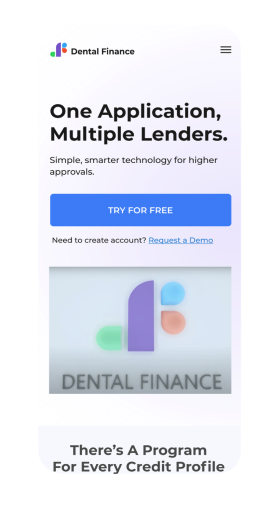 Dental Finance
One Application,
Multiple Lenders.
Simple, smarter technology for higher
approvals.
TRY FOR FREE
Need to create account? Request a Demo
DENTAL FINANCE
There's A Program
For Every Credit Profile